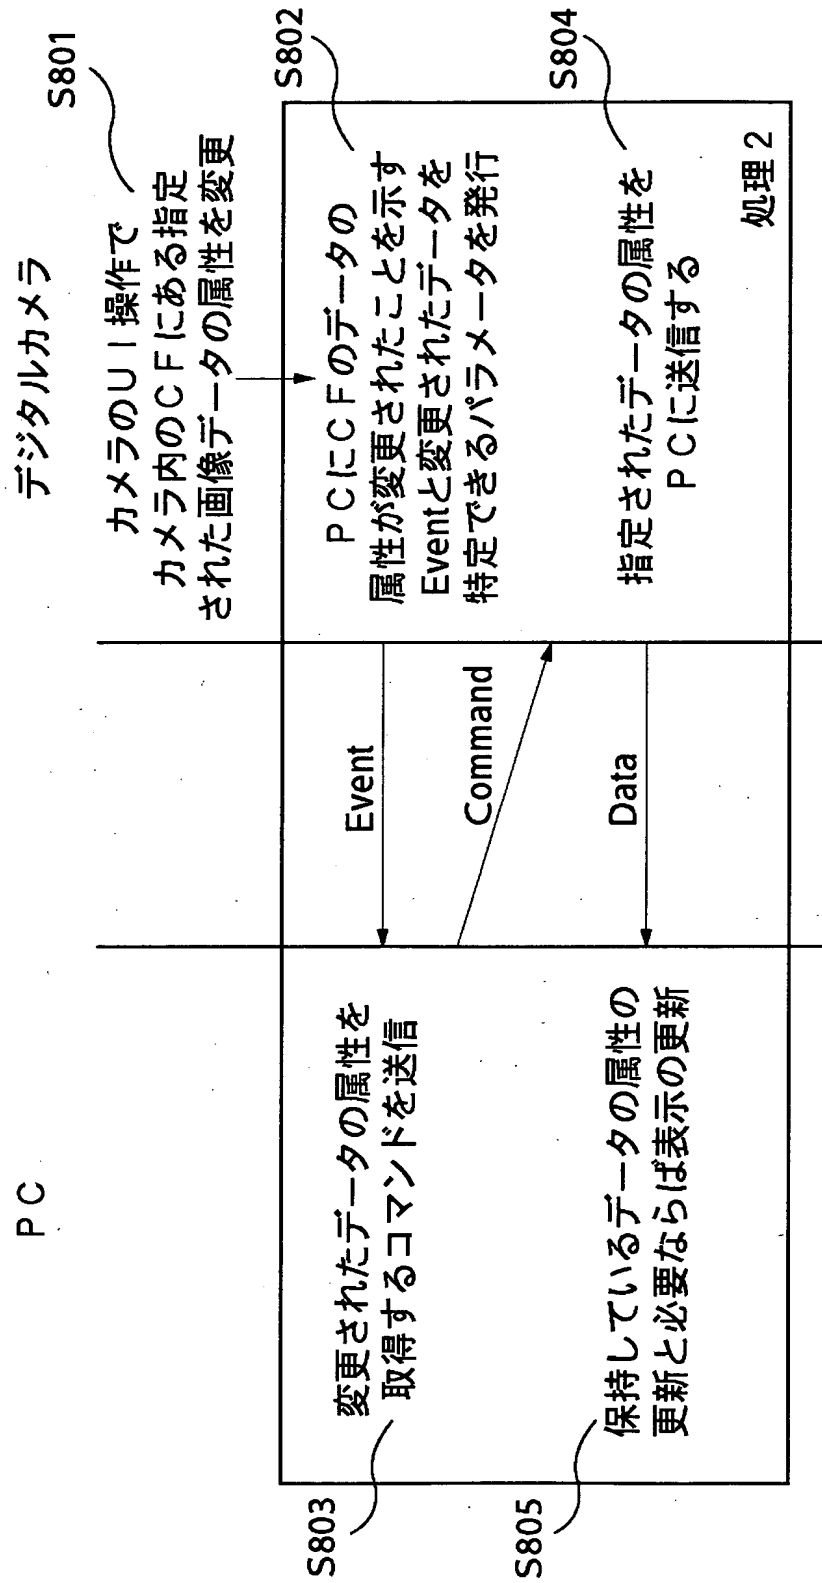 PC
デジタルカメラ
S801
カメラのUI操作で
カメラ内のCFにある指定
された画像データの属性を変更
S802
PCにCFのデータの
属性が変更されたことを示す
Eventと変更されたデータを
特定できるパラメータを発行
Event
S803
変更されたデータの属性を
取得するコマンドを送信
Command
S804
指定されたデータの属性を
PCに送信する
Data
S805
保持しているデータの属性の
更新と必要ならば表示の更新
処理2